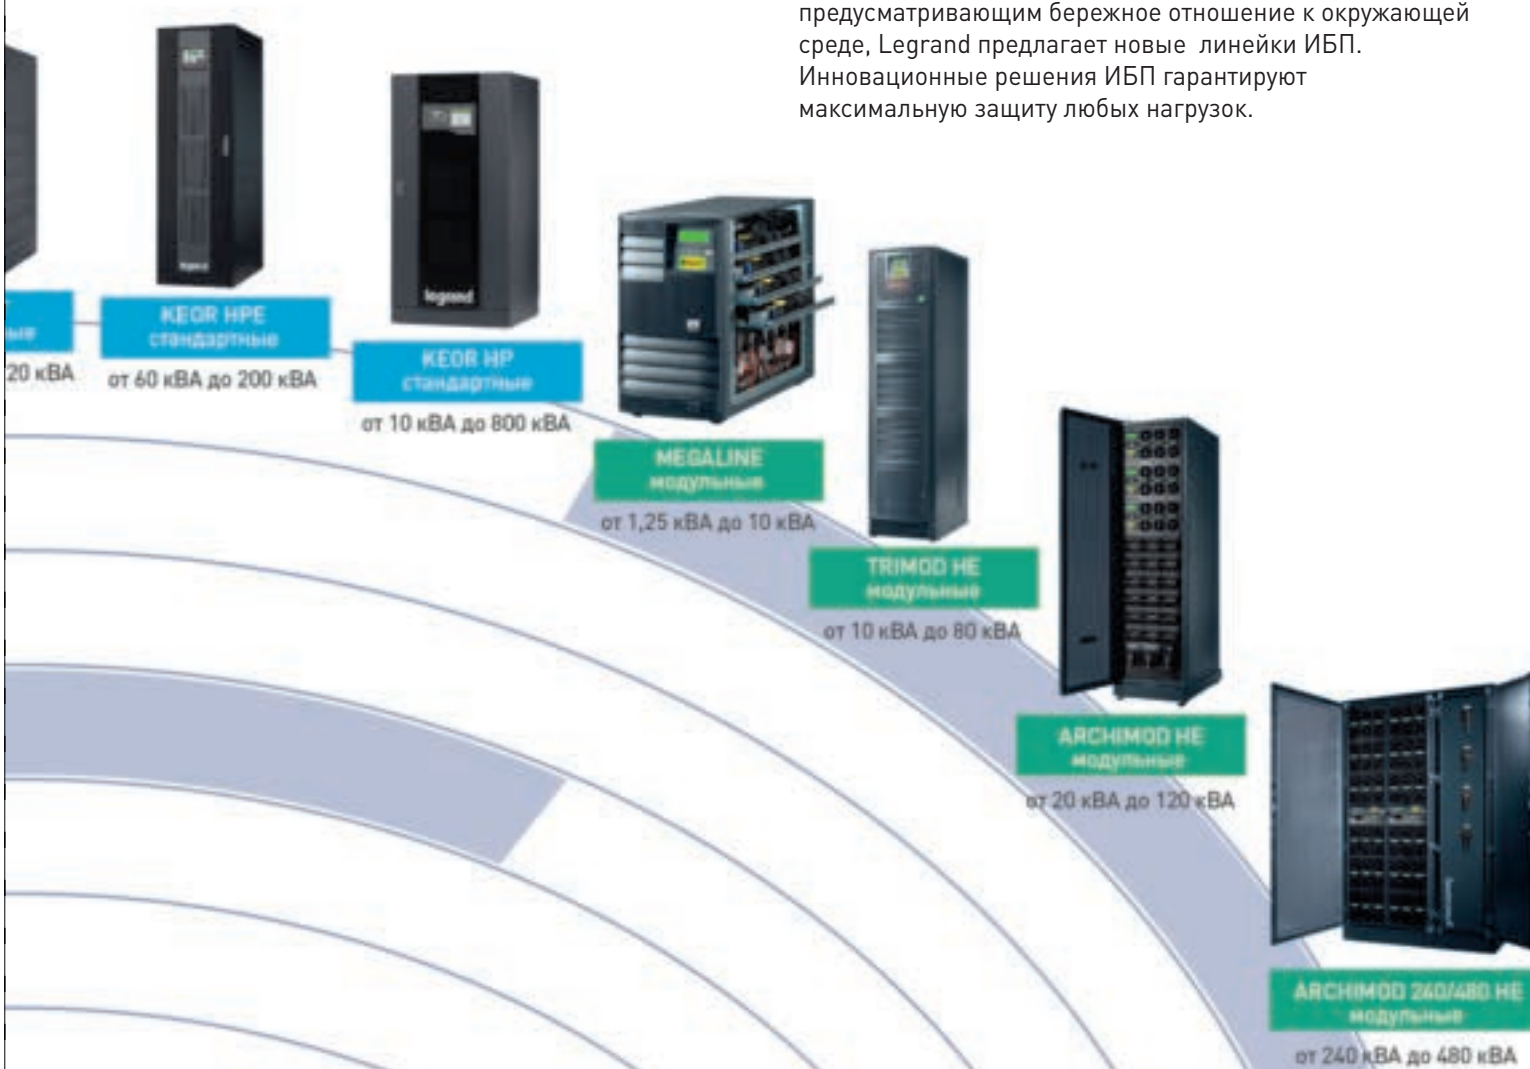 предусматривающим бережное отношение к окружающей
среде, Legrand предлагает новые линейки ИБП.
Инновационные решения ИБП гарантируют
максимальную защиту любых нагрузок.
legrand
20 кВА
KEOR HPE
стандартные
от 60 кВА до 200 кВА
legrand
KEOR HP
стандартные
от 10 кВА до 800 кВА
MEGALINE
модульные
от 1,25 кВА до 10 кВА
TRIMOD HE
модульные
от 10 кВА до 80 кВА
ARCHIMOD HE
модульные
от 20 кВА до 120 кВА
ARCHIMOD 240/480 HE
модульные
от 240 кВА до 480 кВА